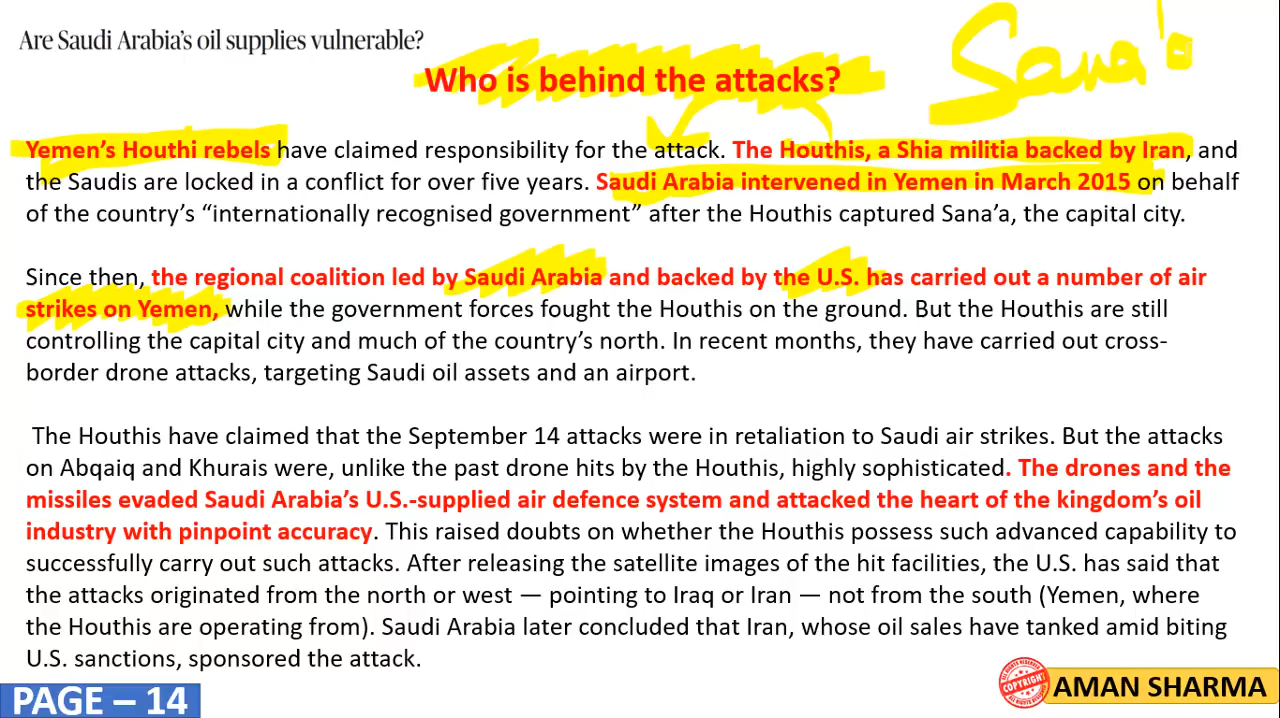 Are Saudi Arabia's oil supplies vulnerable?
Sana'a
Who is behind the attacks?
Yemen's Houthi rebels have claimed responsibility for the attack. The Houthis, a Shia militia backed by Iran, and
the Saudis are locked in a conflict for over five years. Saudi Arabia intervened in Yemen in March 2015 on behalf
of the country's “internationally recognised government” after the Houthis captured Sana'a, the capital city.
Since then, the regional coalition led by Saudi Arabia and backed by the U.S. has carried out a number of air
strikes on Yemen, while the government forces fought the Houthis on the ground. But the Houthis are still
controlling the capital city and much of the country's north. In recent months, they have carried out cross-
border drone attacks, targeting Saudi oil assets and an airport.
The Houthis have claimed that the September 14 attacks were in retaliation to Saudi air strikes. But the attacks
on Abqaiq and Khurais were, unlike the past drone hits by the Houthis, highly sophisticated. The drones and the
missiles evaded Saudi Arabia's U.S.-supplied air defence system and attacked the heart of the kingdom's oil
industry with pinpoint accuracy. This raised doubts on whether the Houthis possess such advanced capability to
successfully carry out such attacks. After releasing the satellite images of the hit facilities, the U.S. has said that
the attacks originated from the north or west — pointing to Iraq or Iran — not from the south (Yemen, where
the Houthis are operating from). Saudi Arabia later concluded that Iran, whose oil sales have tanked amid biting
U.S. sanctions, sponsored the attack.
PAGE – 14
COPYRIGHT
AMAN SHARMA